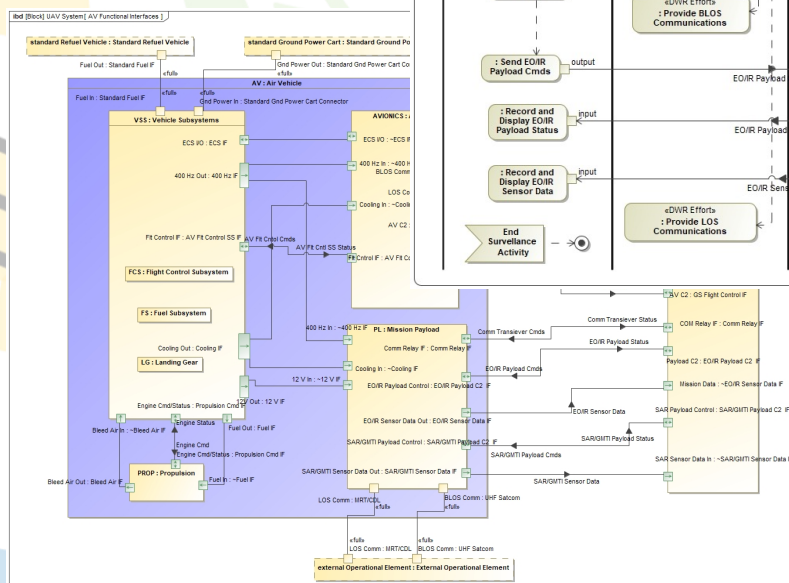 ibd [Block] UAV System[ AV Functional Interfaces ]
standard Refuel Vehicle : Standard Refuel Vehicle
standard Ground Power Cart : Standard Ground Po
Fuel Out : Standard Fuel IF
Gnd Power Out : Standard Gnd Power Cart Co
«full»
«full»
AV : Air Vehicle
Fuel In : Standard Fuel IF
«full»
«full»
Gnd Power In : Standard Gnd Power Cart Connector
VSS : Vehicle Subsystems
AVIONICS : A
ECS I/O : ECS IF
ECS I/O : ~ECS IF
400 Hz Out : 400 Hz IF
400 Hz In : ~400 H
BLOS Comm
LOS Co
Cooling In : ~Cooli
AV C2 :
Flt Control IF : AV Flt Control SS IF
AV Flt Cntol Cmds
AV Flt Cntl SS Status
Flt Cntrol IF : AV Flt Co
FCS : Flight Control Subsystem
FS : Fuel Subsystem
Cooling Out : Cooling IF
LG : Landing Gear
12V Out : 12 V IF
Engine Cmd/Status : Propulsion Cmd IF
Bleed Air In : ~Bleed Air IF
Engine Status
Fuel Out : Fuel IF
Engine Cmd
Engine Cmd/Status : Propulsion Cmd IF
PROP : Propulsion
Bleed Air Out : Bleed Air IF
Fuel In : ~Fuel IF
400 Hz In : ~400 Hz IF
PL : Mission Payload
Comm Relay IF : Comm Relay IF
Cooling In : ~Cooling IF
12 V In : ~12 V IF
EO/IR Payload Control : EO/IR Payload C2 IF
EO/IR Sensor Data Out : EO/IR Sensor Data IF
SAR/GMTI Payload Control : SAR/GMTI Payload C2 IF
SAR/GMTI Sensor Data Out : SAR/GMTI Sensor Data IF
LOS Comm : MRT/CDL
«full»
BLOS Comm : UHF Satcom
«full»
«full»
LOS Comm : MRT/CDL
«full»
BLOS Comm : UHF Satcom
external Operational Element : External Operational Element
Comm Transiever Cmds
Comm Transiever Status
EO/IR Payload Status
EO/IR Payload Cmds
EO/IR Sensor Data
SAR/GMTI Payload Status
SAR/GMTI Payload Cmds
SAR/GMTI Sensor Data
AV C2 : GS Flight Control IF
COM Relay IF : Comm Relay IF
Payload C2 : EO/IR Payload C2 IF
Mission Data : ~EO/IR Sensor Data IF
SAR Payload Control : SAR/GMTI Payload C2 IF
SAR Sensor Data In : ~SAR/GMTI Sensor Data
«DWR Effort»
: Provide BLOS
Communications
: Send EO/IR
Payload Cmds
output
EO/IR Payload
: Record and
Display EO/IR
Payload Status
input
EO/IR Payload
: Record and
Display EO/IR
Sensor Data
input
EO/IR Sens
«DWR Effort»
: Provide LOS
Communications
End
Survellance
Activity